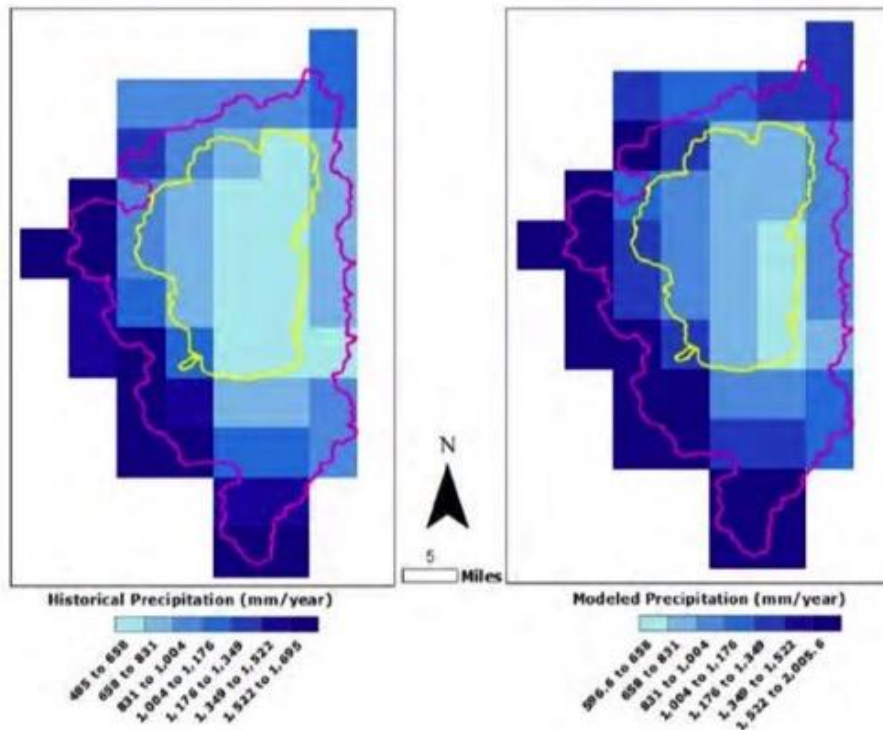 N
5
Miles
Historical Precipitation (mm/year)
485 to 658
658 to 831
831 to 1,004
1,004 to 1,176
1,176 to 1,349
1,349 to 1,522
1,522 to 1,695
Modeled Precipitation (mm/year)
596.6 to 658
658 to 831
831 to 1,004
1,004 to 1,176
1,176 to 1,349
1,349 to 1,522
1,522 to 2,005.6